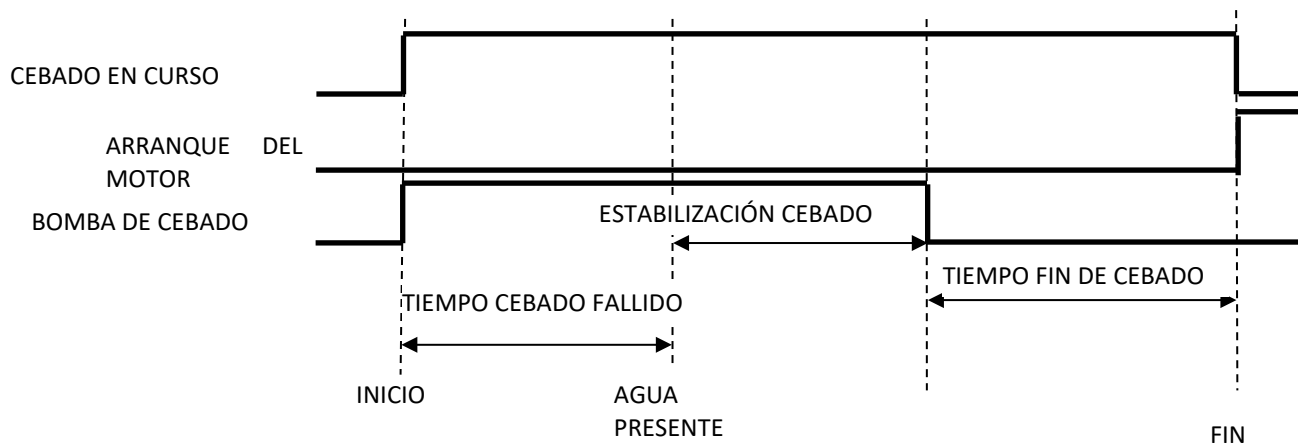 CEBADO EN CURSO
ARRANQUE DEL
MOTOR
BOMBA DE CEBADO
ESTABILIZACIÓN CEBADO
TIEMPO FIN DE CEBADO
TIEMPO CEBADO FALLIDO
INICIO
AGUA
PRESENTE
FIN